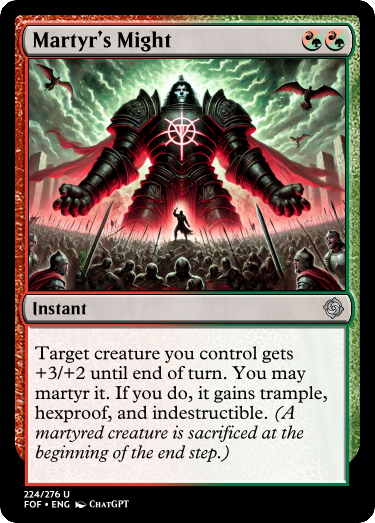 Martyr's Might
Instant
Target creature you control gets
+3/+2 until end of turn. You may
martyr it. If you do, it gains trample,
hexproof, and indestructible. (A
martyred creature is sacrificed at the
beginning of the end step.)
224/276 U
FOF • ENG ChatGPT